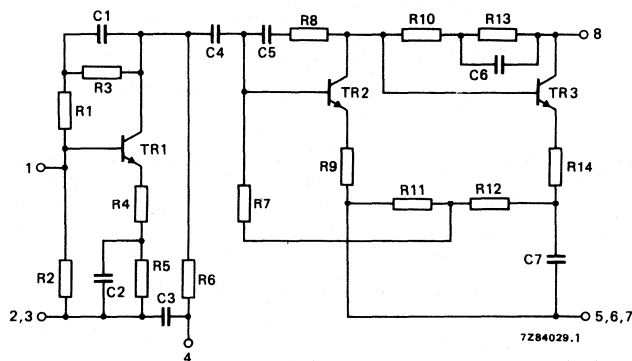 C1
C4
C5
R8
R10
R13
8
R3
C6
R1
TR1
TR2
TR3
1
R9
R14
R4
R7
R11
R12
R2
C2
R5
C3
R6
C7
2,3
5,6,7
4
7Z84029.1